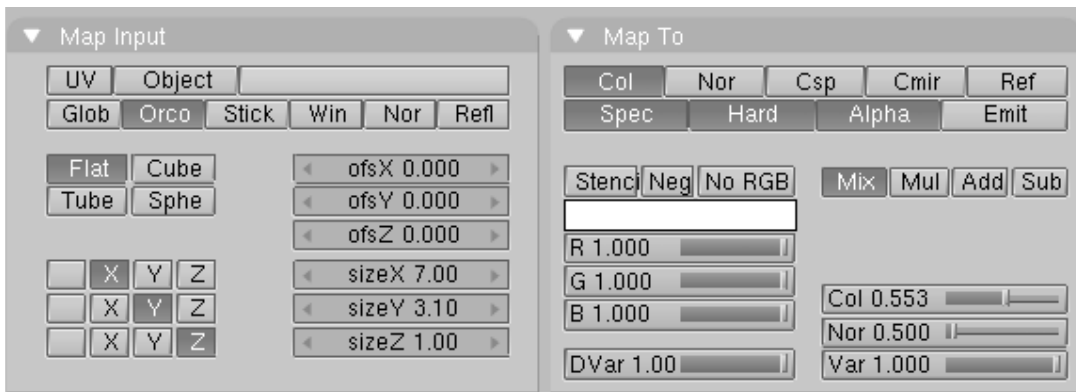 Map Input
UV Object
Glob Orco Stick Win Nor Refl
Flat Cube
Tube Sphe
ofsX 0.000
ofsY 0.000
ofsZ 0.000
X Y Z
X Y Z
X Y Z
sizeX 7.00
sizeY 3.10
sizeZ 1.00
Map To
Col Nor Csp Cmir Ref
Spec Hard Alpha Emit
Stenci Neg No RGB
Mix Mul Add Sub
R 1.000
G 1.000
B 1.000
DVar 1.00
Col 0.553
Nor 0.500
Var 1.000